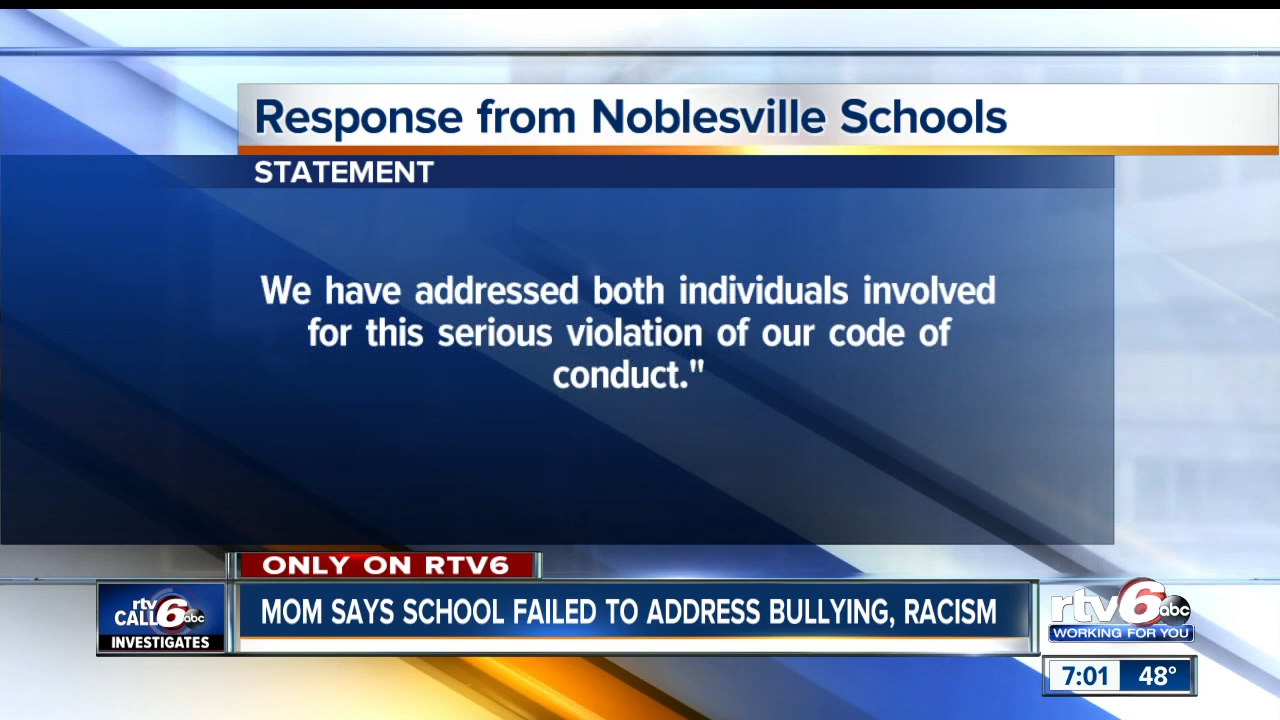 Response from Noblesville Schools
STATEMENT
We have addressed both individuals involved
for this serious violation of our code of
conduct."
ONLY ON RTV6
rtv
CALL 6 abc
INVESTIGATES
MOM SAYS SCHOOL FAILED TO ADDRESS BULLYING, RACISM
rtv6 abc
WORKING FOR YOU
7:01 48°